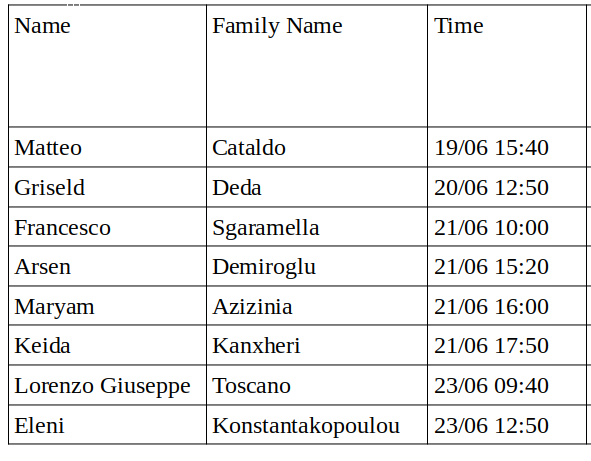 Name Family Name Time
Matteo Cataldo 19/06 15:40
Griseld Deda 20/06 12:50
Francesco Sgaramella 21/06 10:00
Arsen Demiroglu 21/06 15:20
Maryam Azizinia 21/06 16:00
Keida Kanxheri 21/06 17:50
Lorenzo Giuseppe Toscano 23/06 09:40
Eleni Konstantakopoulou 23/06 12:50